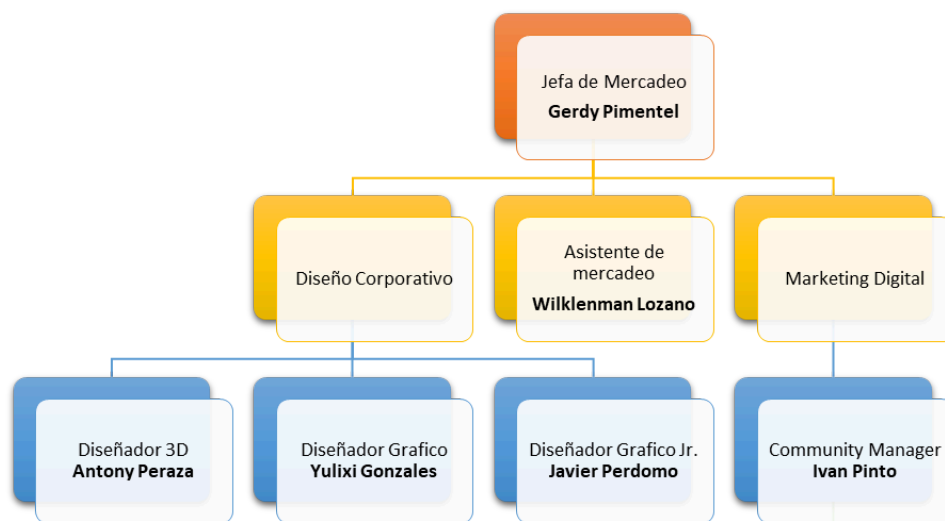 Jefa de Mercadeo
Gerdy Pimentel
Diseño Corporativo
Asistente de
mercadeo
Wilklenman Lozano
Marketing Digital
Diseñador 3D
Antony Peraza
Diseñador Grafico
Yulixi Gonzales
Diseñador Grafico Jr.
Javier Perdomo
Community Manager
Ivan Pinto